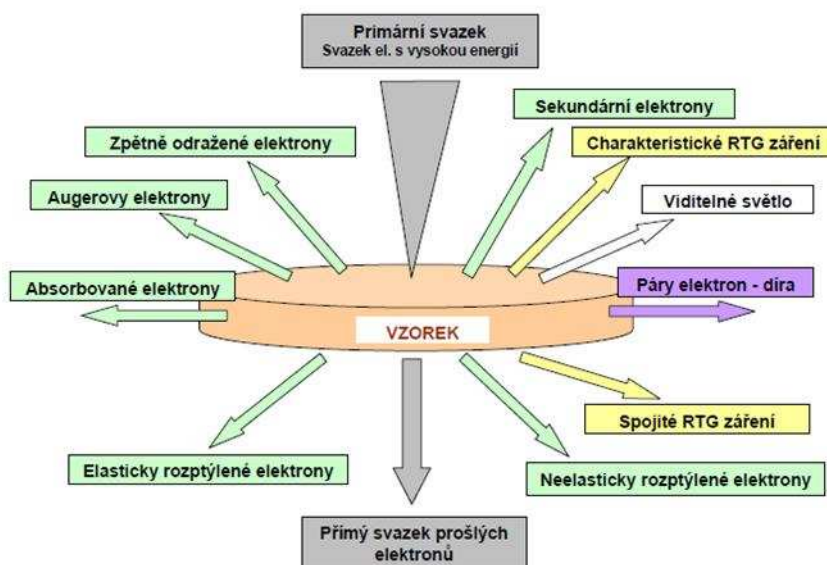 Primární svazek
Svazek el. s vysokou energií
Sekundární elektrony
Zpětně odražené elektrony
Charakteristické RTG záření
Augerovy elektrony
Viditelné světlo
Absorbované elektrony
Páry elektron - díra
VZOREK
Spojité RTG záření
Elasticky rozptýlené elektrony
Neelasticky rozptýlené elektrony
Přímý svazek prošlých
elektronů